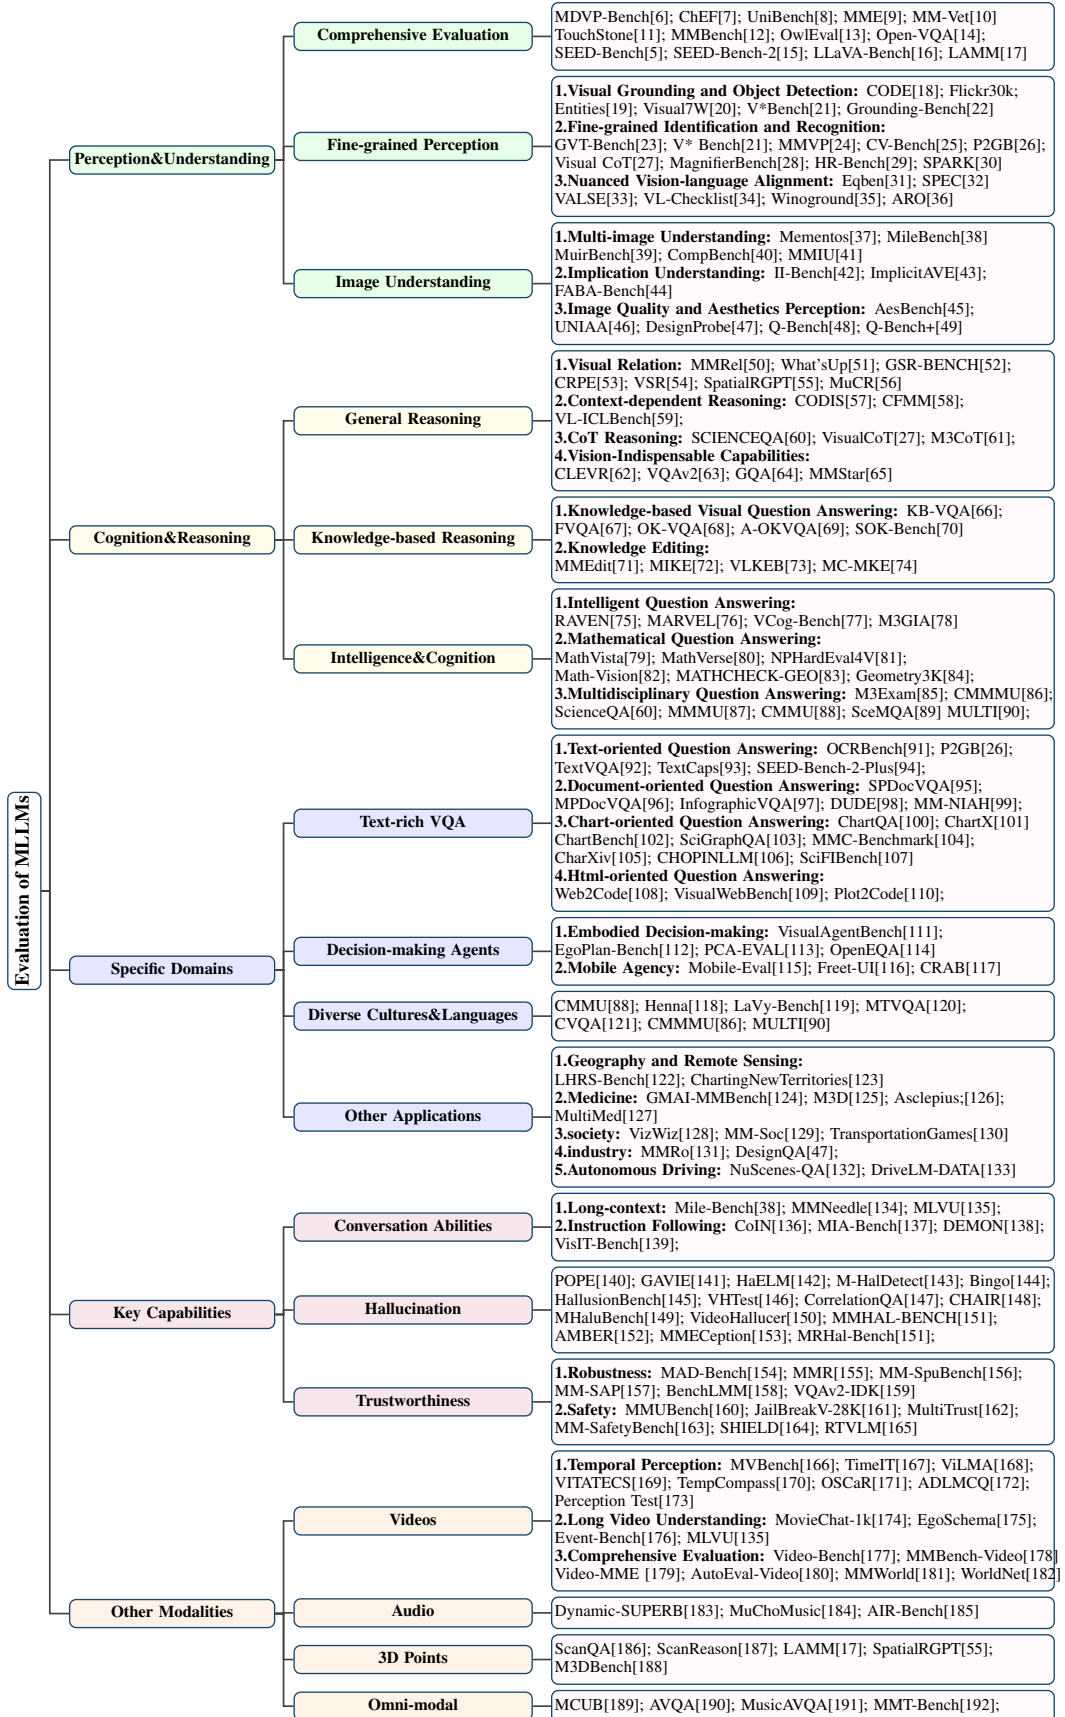 Evaluation of MLLMs
Perception&Understanding
Comprehensive Evaluation
MDVP-Bench[6]; ChEF[7]; UniBench[8]; MME[9]; MM-Vet[10]
TouchStone[11]; MMBench[12]; OwlEval[13]; Open-VQA[14];
SEED-Bench[5]; SEED-Bench-2[15]; LLaVA-Bench[16]; LAMM[17]
Fine-grained Perception
1.Visual Grounding and Object Detection: CODE[18]; Flickr30k;
Entities[19]; Visual7W[20]; V*Bench[21]; Grounding-Bench[22]
2.Fine-grained Identification and Recognition:
GVT-Bench[23]; V* Bench[21]; MMVP[24]; CV-Bench[25]; P2GB[26];
Visual CoT[27]; MagnifierBench[28]; HR-Bench[29]; SPARK[30]
3.Nuanced Vision-language Alignment: Eqben[31]; SPEC[32]
VALSE[33]; VL-Checklist[34]; Winoground[35]; ARO[36]
Image Understanding
1.Multi-image Understanding: Mementos[37]; MileBench[38]
MuirBench[39]; CompBench[40]; MMIU[41]
2.Implication Understanding: II-Bench[42]; ImplicitAVE[43];
FABA-Bench[44]
3.Image Quality and Aesthetics Perception: AesBench[45];
UNIAA[46]; DesignProbe[47]; Q-Bench[48]; Q-Bench+[49]
Cognition&Reasoning
General Reasoning
1.Visual Relation: MMRel[50]; What'sUp[51]; GSR-BENCH[52];
CRPE[53]; VSR[54]; SpatialRGPT[55]; MuCR[56]
2.Context-dependent Reasoning: CODIS[57]; CFMM[58];
VL-ICLBench[59];
3.CoT Reasoning: SCIENCEQA[60]; VisualCoT[27]; M3CoT[61];
4.Vision-Indispensable Capabilities:
CLEVR[62]; VQAv2[63]; GQA[64]; MMStar[65]
Knowledge-based Reasoning
1.Knowledge-based Visual Question Answering: KB-VQA[66];
FVQA[67]; OK-VQA[68]; A-OKVQA[69]; SOK-Bench[70]
2.Knowledge Editing:
MMEdit[71]; MIKE[72]; VLKEB[73]; MC-MKE[74]
Intelligence&Cognition
1.Intelligent Question Answering:
RAVEN[75]; MARVEL[76]; VCog-Bench[77]; M3GIA[78]
2.Mathematical Question Answering:
MathVista[79]; MathVerse[80]; NPHardEval4V[81];
Math-Vision[82]; MATHCHECK-GEO[83]; Geometry3K[84];
3.Multidisciplinary Question Answering: M3Exam[85]; CMMMU[86];
ScienceQA[60]; MMMU[87]; CMMU[88]; SceMQA[89] MULTI[90];
Specific Domains
Text-rich VQA
1.Text-oriented Question Answering: OCRBench[91]; P2GB[26];
TextVQA[92]; TextCaps[93]; SEED-Bench-2-Plus[94];
2.Document-oriented Question Answering: SPDocVQA[95];
MPDocVQA[96]; InfographicVQA[97]; DUDE[98]; MM-NIAH[99];
3.Chart-oriented Question Answering: ChartQA[100]; ChartX[101]
ChartBench[102]; SciGraphQA[103]; MMC-Benchmark[104];
CharXiv[105]; CHOPINLLM[106]; SciFIBench[107]
4.Html-oriented Question Answering:
Web2Code[108]; VisualWebBench[109]; Plot2Code[110];
Decision-making Agents
1.Embodied Decision-making: VisualAgentBench[111];
EgoPlan-Bench[112]; PCA-EVAL[113]; OpenEQA[114]
2.Mobile Agency: Mobile-Eval[115]; Freet-UI[116]; CRAB[117]
Diverse Cultures&Languages
CMMU[88]; Henna[118]; LaVy-Bench[119]; MTVQA[120];
CVQA[121]; CMMMU[86]; MULTI[90]
Other Applications
1.Geography and Remote Sensing:
LHRS-Bench[122]; ChartingNewTerritories[123]
2.Medicine: GMAI-MMBench[124]; M3D[125]; Asclepius;[126];
MultiMed[127]
3.society: VizWiz[128]; MM-Soc[129]; TransportationGames[130]
4.industry: MMRo[131]; DesignQA[47];
5.Autonomous Driving: NuScenes-QA[132]; DriveLM-DATA[133]
Key Capabilities
Conversation Abilities
1.Long-context: Mile-Bench[38]; MMNeedle[134]; MLVU[135];
2.Instruction Following: CoIN[136]; MIA-Bench[137]; DEMON[138];
VisIT-Bench[139];
Hallucination
POPE[140]; GAVIE[141]; HaELM[142]; M-HalDetect[143]; Bingo[144];
HallusionBench[145]; VHTest[146]; CorrelationQA[147]; CHAIR[148];
MHaluBench[149]; VideoHallucer[150]; MMHAL-BENCH[151];
AMBER[152]; MMECeption[153]; MRHal-Bench[151];
Trustworthiness
1.Robustness: MAD-Bench[154]; MMR[155]; MM-SpuBench[156];
MM-SAP[157]; BenchLMM[158]; VQAv2-IDK[159]
2.Safety: MMUBench[160]; JailBreakV-28K[161]; MultiTrust[162];
MM-SafetyBench[163]; SHIELD[164]; RTVLM[165]
Other Modalities
Videos
1.Temporal Perception: MVBench[166]; TimeIT[167]; ViLMA[168];
VITATECS[169]; TempCompass[170]; OSCaR[171]; ADLMCQ[172];
Perception Test[173]
2.Long Video Understanding: MovieChat-1k[174]; EgoSchema[175];
Event-Bench[176]; MLVU[135]
3.Comprehensive Evaluation: Video-Bench[177]; MMBench-Video[178]
Video-MME [179]; AutoEval-Video[180]; MMWorld[181]; WorldNet[182]
Audio
Dynamic-SUPERB[183]; MuChoMusic[184]; AIR-Bench[185]
3D Points
ScanQA[186]; ScanReason[187]; LAMM[17]; SpatialRGPT[55];
M3DBench[188]
Omni-modal
MCUB[189]; AVQA[190]; MusicAVQA[191]; MMT-Bench[192];